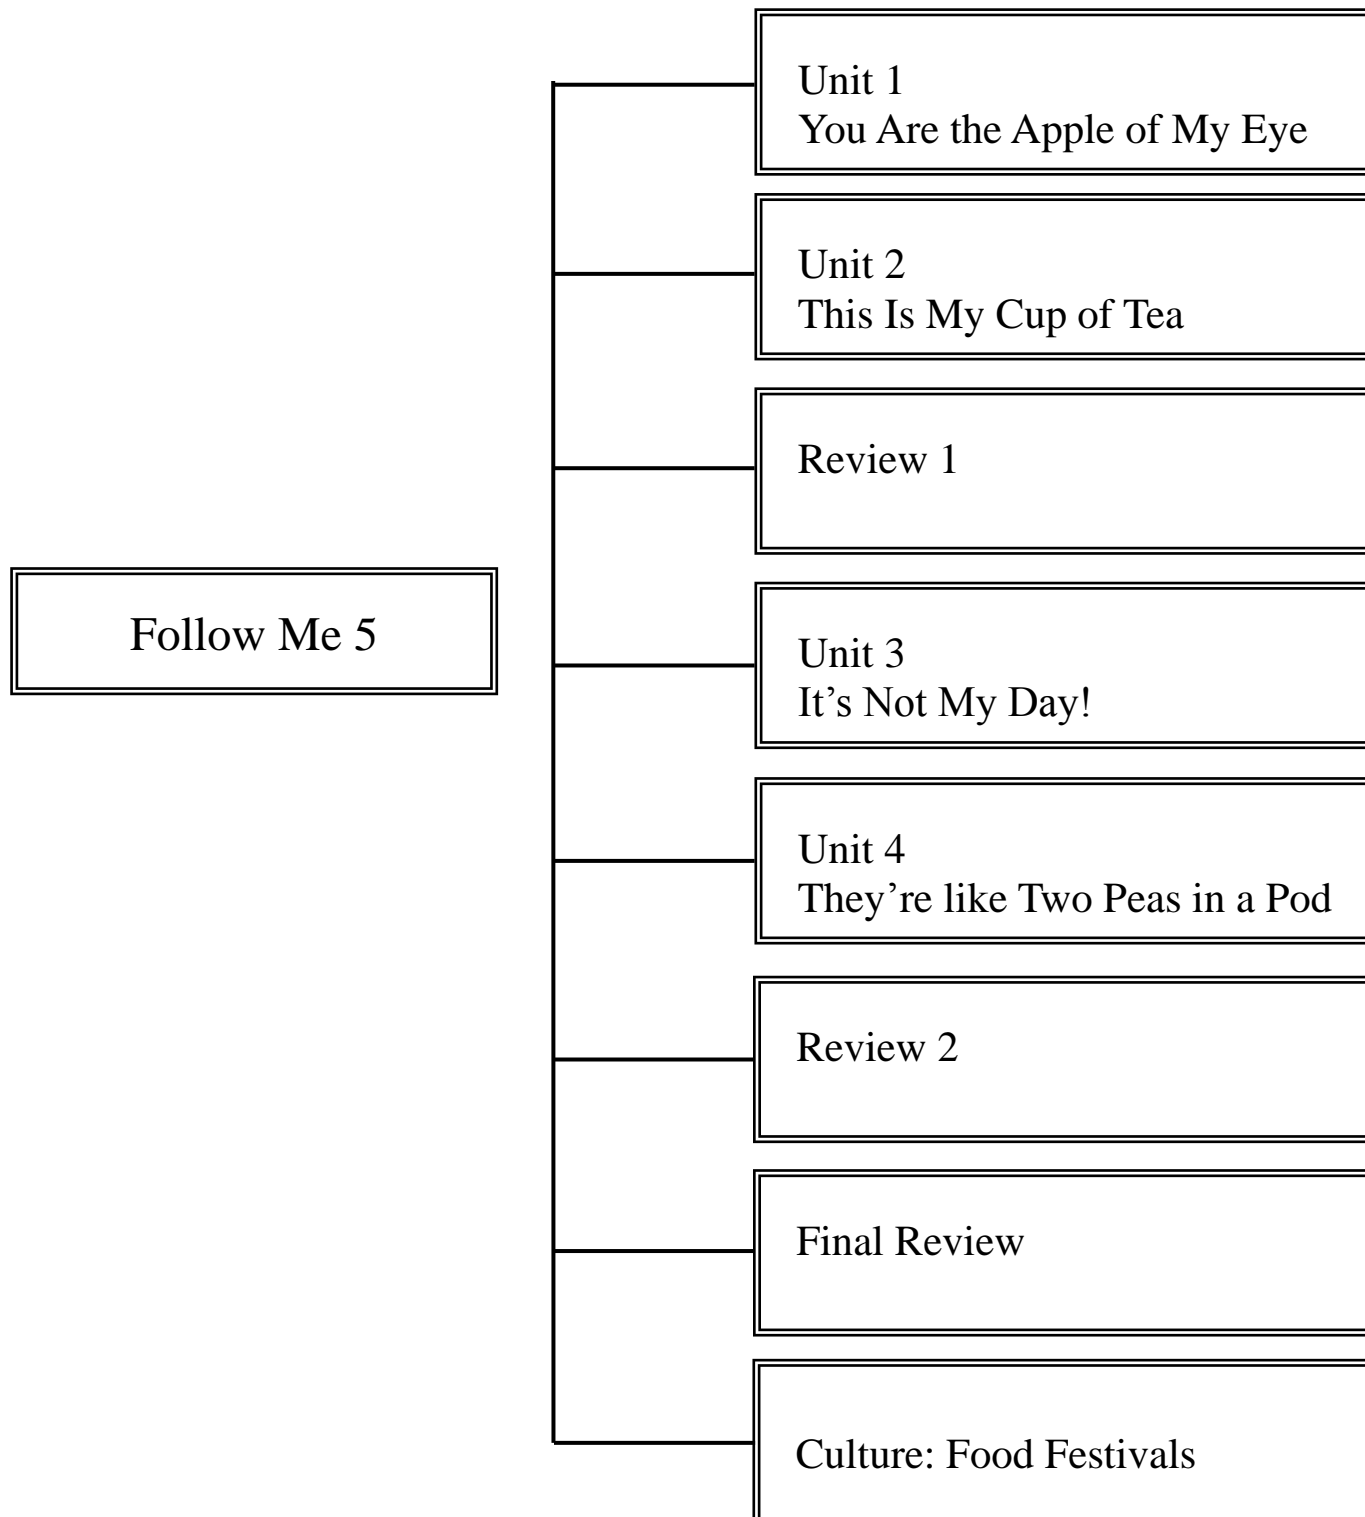 Follow Me 5
Unit 1
You Are the Apple of My Eye
Unit 2
This Is My Cup of Tea
Review 1
Unit 3
It’s Not My Day!
Unit 4
They’re like Two Peas in a Pod
Review 2
Final Review
Culture: Food Festivals